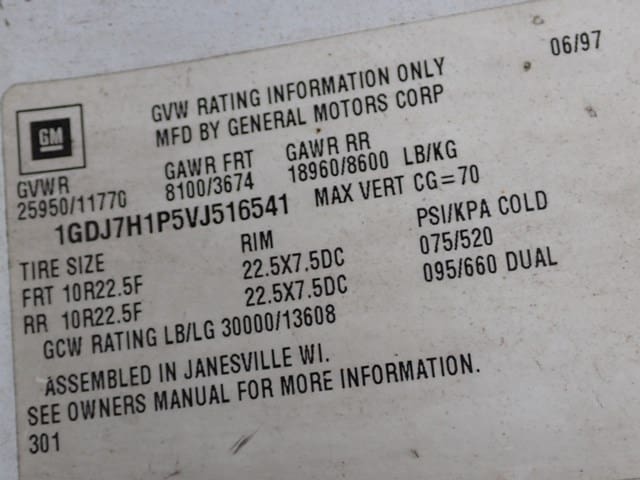 06/97
GVW RATING INFORMATION ONLY
MFD BY GENERAL MOTORS CORP
GM
GVWR GAWR FRT GAWR RR
25950/11770 8100/3674 18960/8600 LB/KG
1GDJ7H1P5VJ516541 MAX VERT CG=70
TIRE SIZE RIM PSI/KPA COLD
FRT 10R22.5F 22.5X7.5DC 075/520
RR 10R22.5F 22.5X7.5DC 095/660 DUAL
GCW RATING LB/LG 30000/13608
ASSEMBLED IN JANESVILLE WI.
SEE OWNERS MANUAL FOR MORE INFORMATION.
301